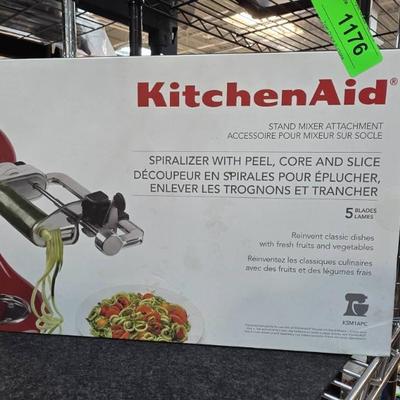 1176
KitchenAid®
STAND MIXER ATTACHMENT
ACCESSOIRE POUR MIXEUR SUR SOCLE
SPIRALIZER WITH PEEL, CORE AND SLICE
DÉCOUPEUR EN SPIRALES POUR ÉPLUCHER,
ENLEVER LES TROGNONS ET TRANCHER
5 BLADES
LAMES
Reinvent classic dishes
with fresh fruits and vegetables
Réinventez les classiques culinaires
avec des fruits et des légumes frais
KSM1APC